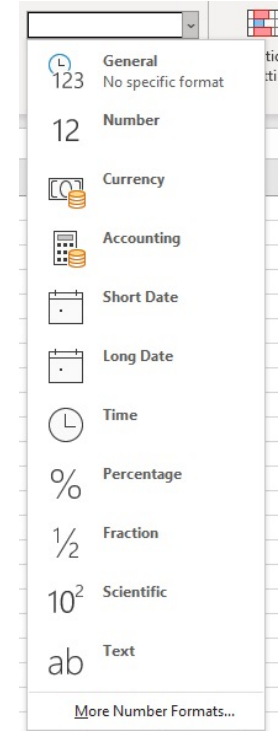 General
123
No specific format
12
Number
Currency
Accounting
Short Date
Long Date
Time
%
Percentage
½
Fraction
10²
Scientific
ab
Text
More Number Formats...